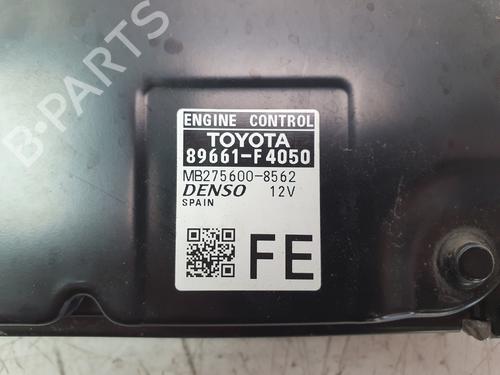 B-PARTS
ENGINE CONTROL
TOYOTA
89661-F4050
MB275600-8562
DENSO 12V
SPAIN
FE